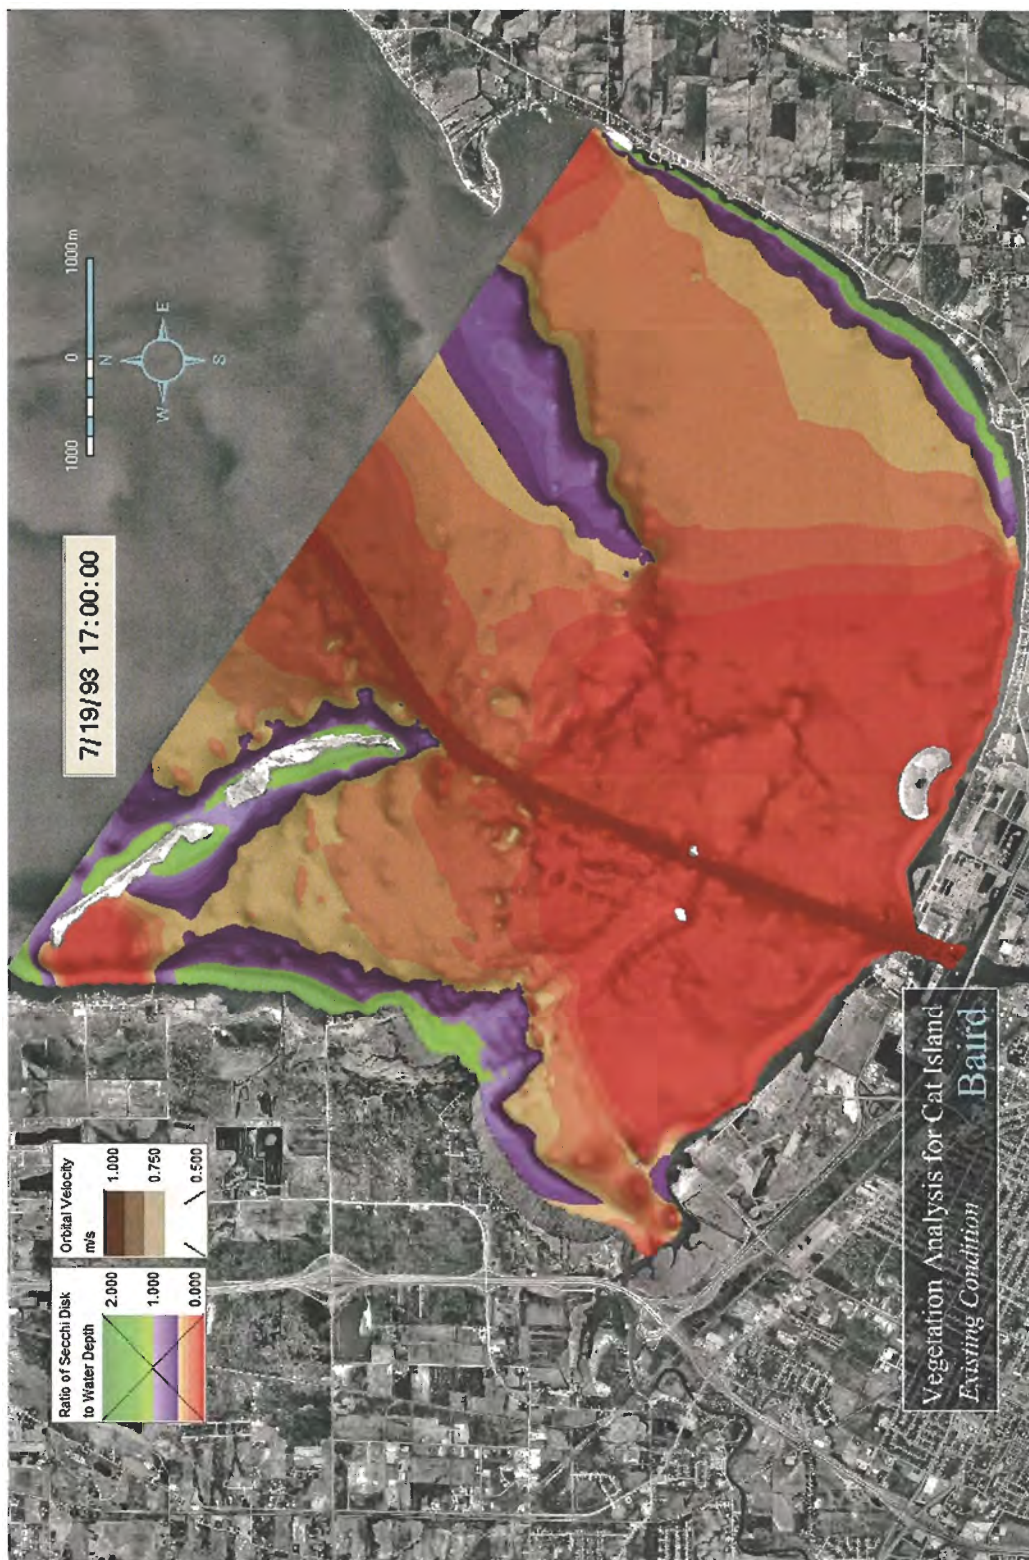 7/19/93 17:00:00
1000 0 1000m
N
W E
S
Ratio of Secchi Disk
to Water Depth
2.000
1.000
0.000
Orbital Velocity
m/s
1.000
0.750
0.500
Vegetation Analysis for Cat Island
Existing Condition
Baird